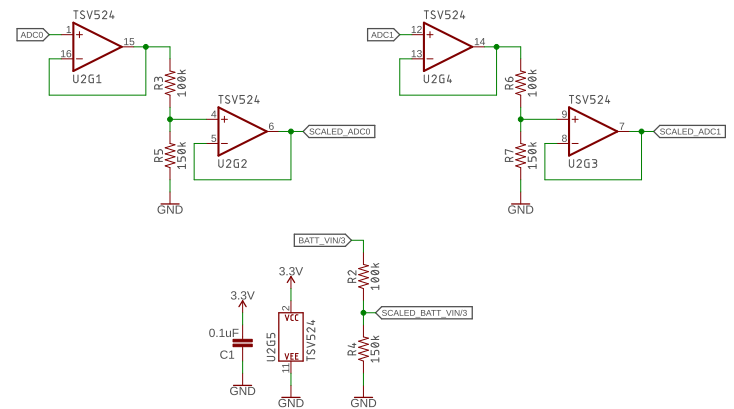 TSV524
ADC0
1
16
15
U2G1
R3
100k
4
5
TSV524
6
U2G2
SCALED_ADC0
R5
150k
GND
TSV524
ADC1
12
13
14
U2G4
R6
100k
9
8
TSV524
7
U2G3
SCALED_ADC1
R7
150k
GND
BATT_VIN/3
R2
100k
SCALED_BATT_VIN/3
R4
150k
GND
3.3V
0.1uF
C1
GND
3.3V
2
VCC
U2G5
TSV524
VEE
11
GND